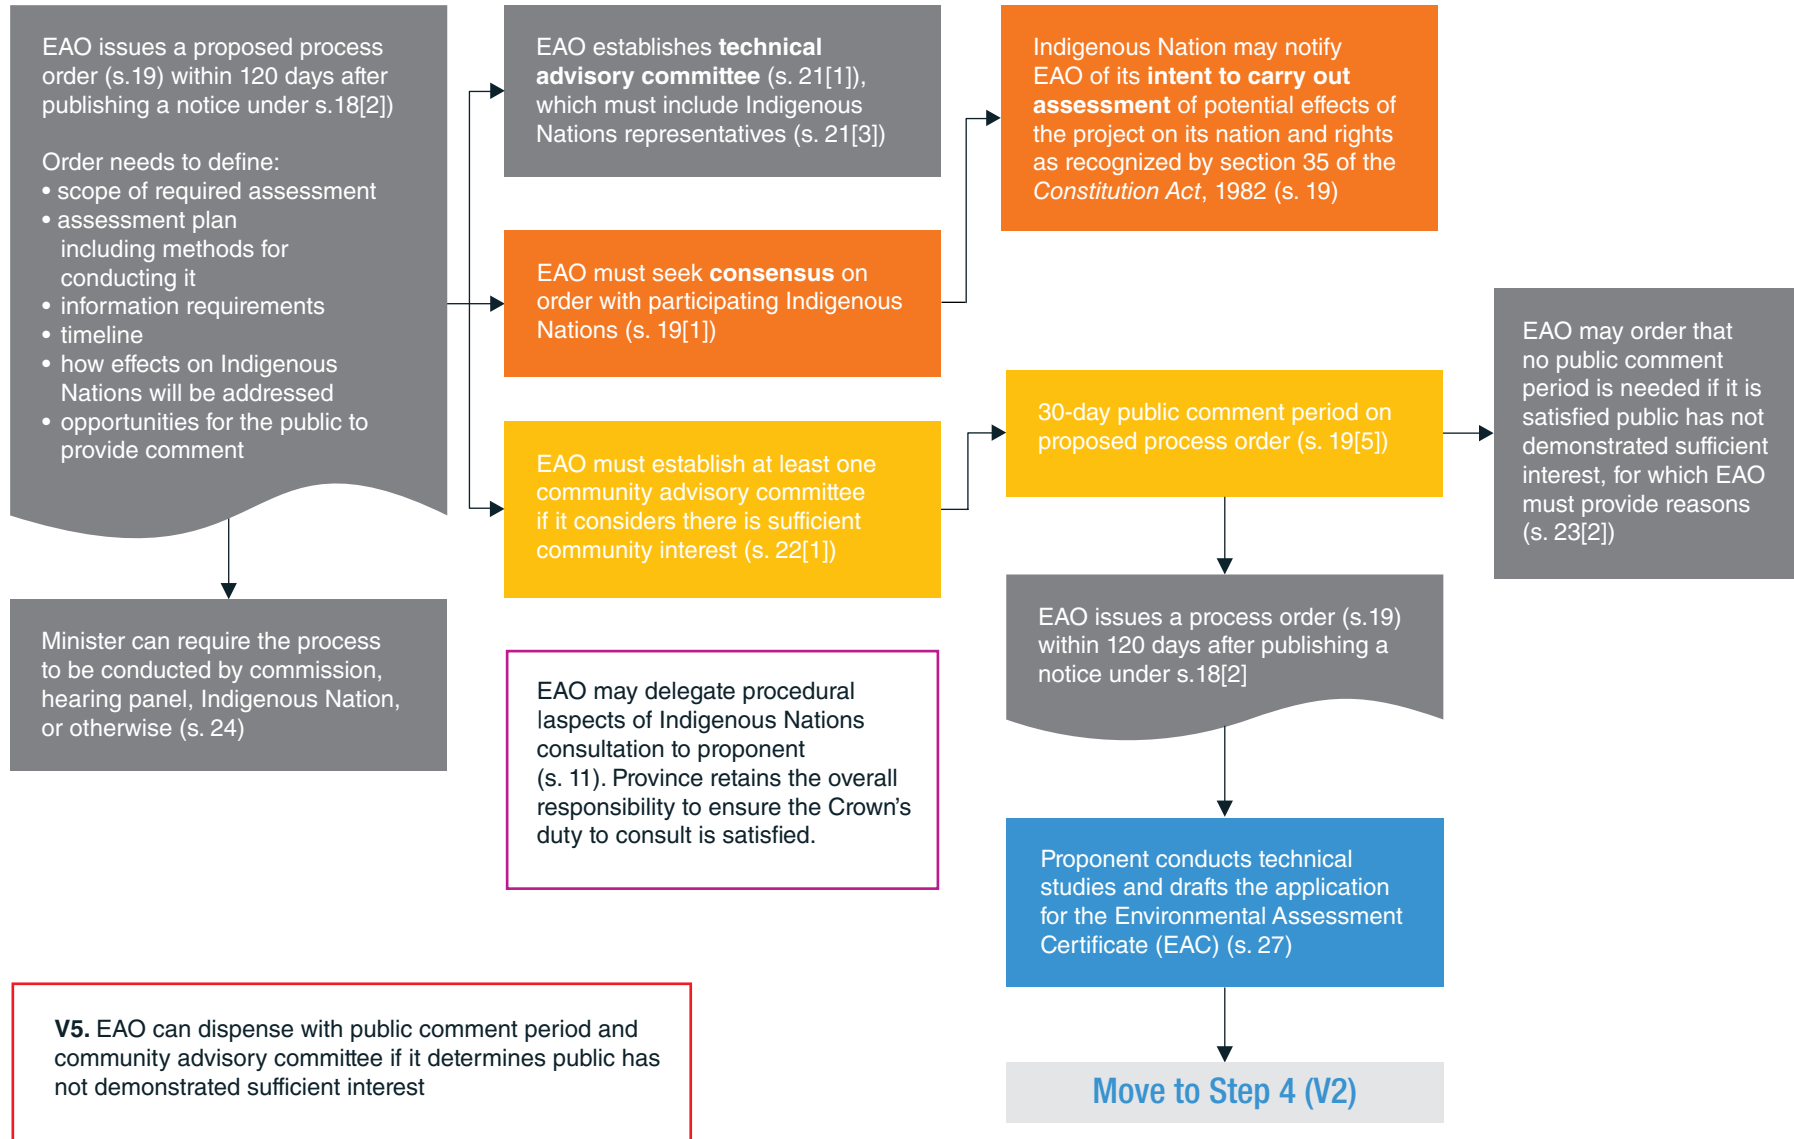 EAO issues a proposed process
order (s.19) within 120 days after
publishing a notice under s.18[2])
Order needs to define:
• scope of required assessment
• assessment plan
including methods for
conducting it
• information requirements
• timeline
• how effects on Indigenous
Nations will be addressed
• opportunities for the public to
provide comment
Minister can require the process
to be conducted by commission,
hearing panel, Indigenous Nation,
or otherwise (s. 24)
EAO establishes technical
advisory committee (s. 21[1]),
which must include Indigenous
Nations representatives (s. 21[3])
EAO must seek consensus on
order with participating Indigenous
Nations (s. 19[1])
EAO must establish at least one
community advisory committee
if it considers there is sufficient
community interest (s. 22[1])
EAO may delegate procedural
laspects of Indigenous Nations
consultation to proponent
(s. 11). Province retains the overall
responsibility to ensure the Crown’s
duty to consult is satisfied.
Indigenous Nation may notify
EAO of its intent to carry out
assessment of potential effects of
the project on its nation and rights
as recognized by section 35 of the
Constitution Act, 1982 (s. 19)
30-day public comment period on
proposed process order (s. 19[5])
EAO may order that
no public comment
period is needed if it is
satisfied public has not
demonstrated sufficient
interest, for which EAO
must provide reasons
(s. 23[2])
EAO issues a process order (s.19)
within 120 days after publishing a
notice under s.18[2]
Proponent conducts technical
studies and drafts the application
for the Environmental Assessment
Certificate (EAC) (s. 27)
Move to Step 4 (V2)
V5. EAO can dispense with public comment period and
community advisory committee if it determines public has
not demonstrated sufficient interest